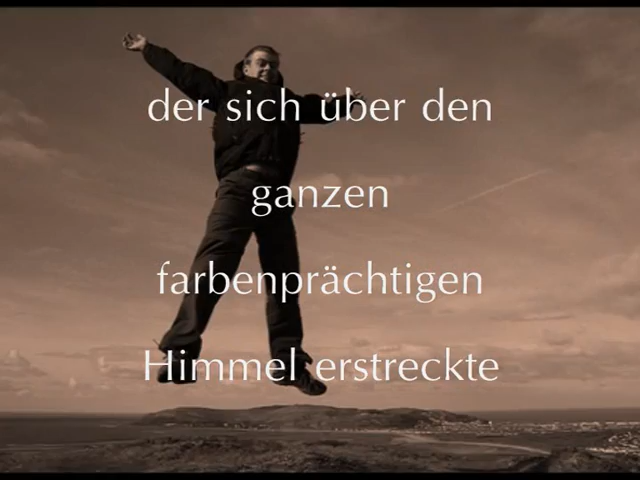 der sich über den
ganzen
farbenprächtigen
Himmel erstreckte